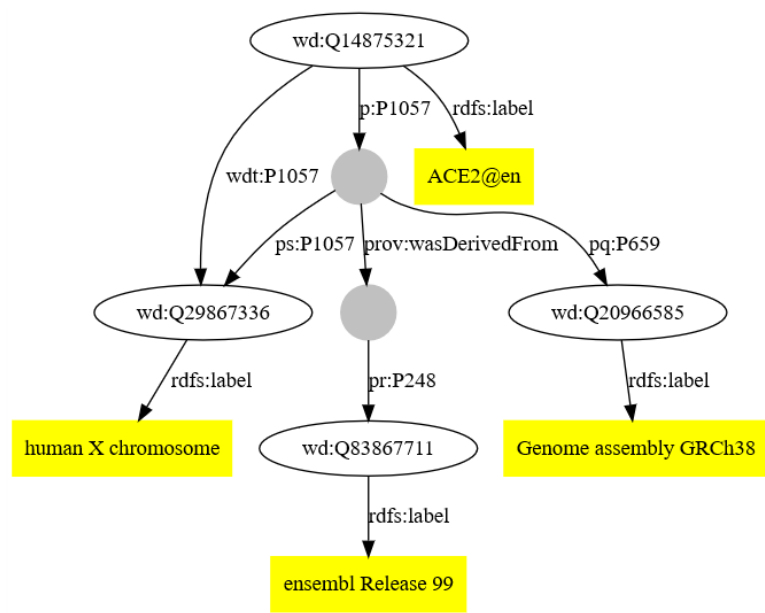 wd:Q14875321
p:P1057
rdfs:label
wdt:P1057
ACE2@en
ps:P1057
prov:wasDerivedFrom
pq:P659
wd:Q29867336
wd:Q20966585
rdfs:label
pr:P248
rdfs:label
human X chromosome
wd:Q83867711
Genome assembly GRCh38
rdfs:label
ensembl Release 99